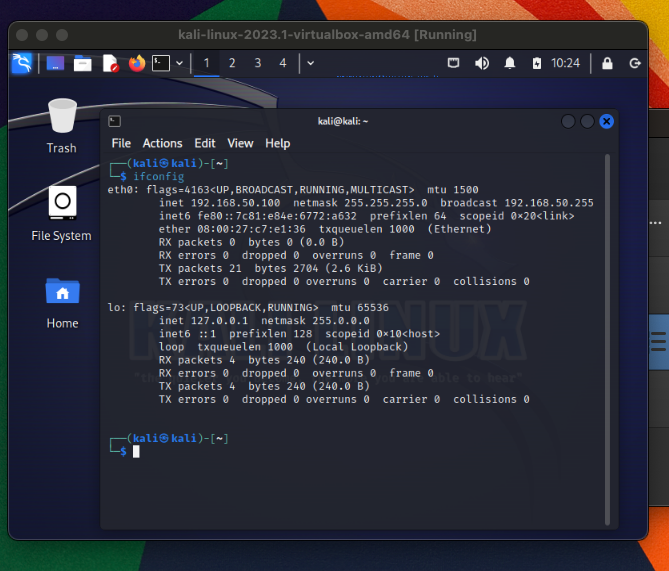 kali-linux-2023.1-virtualbox-amd64 [Running]
1 2 3 4 10:24
Trash
File System
Home
kali@kali: ~
File Actions Edit View Help
┌──(kali㉿kali)-[~]
└─$ ifconfig
eth0: flags=4163<UP,BROADCAST,RUNNING,MULTICAST> mtu 1500
inet 192.168.50.100 netmask 255.255.255.0 broadcast 192.168.50.255
inet6 fe80::7c81:e84e:6772:a632 prefixlen 64 scopeid 0×20<link>
ether 08:00:27:c7:e1:36 txqueuelen 1000 (Ethernet)
RX packets 0 bytes 0 (0.0 B)
RX errors 0 dropped 0 overruns 0 frame 0
TX packets 21 bytes 2704 (2.6 KiB)
TX errors 0 dropped 0 overruns 0 carrier 0 collisions 0
lo: flags=73<UP,LOOPBACK,RUNNING> mtu 65536
inet 127.0.0.1 netmask 255.0.0.0
inet6 ::1 prefixlen 128 scopeid 0×10<host>
loop txqueuelen 1000 (Local Loopback)
RX packets 4 bytes 240 (240.0 B)
RX errors 0 dropped 0 overruns 0 frame 0
TX packets 4 bytes 240 (240.0 B)
TX errors 0 dropped 0 overruns 0 carrier 0 collisions 0
┌──(kali㉿kali)-[~]
└─$